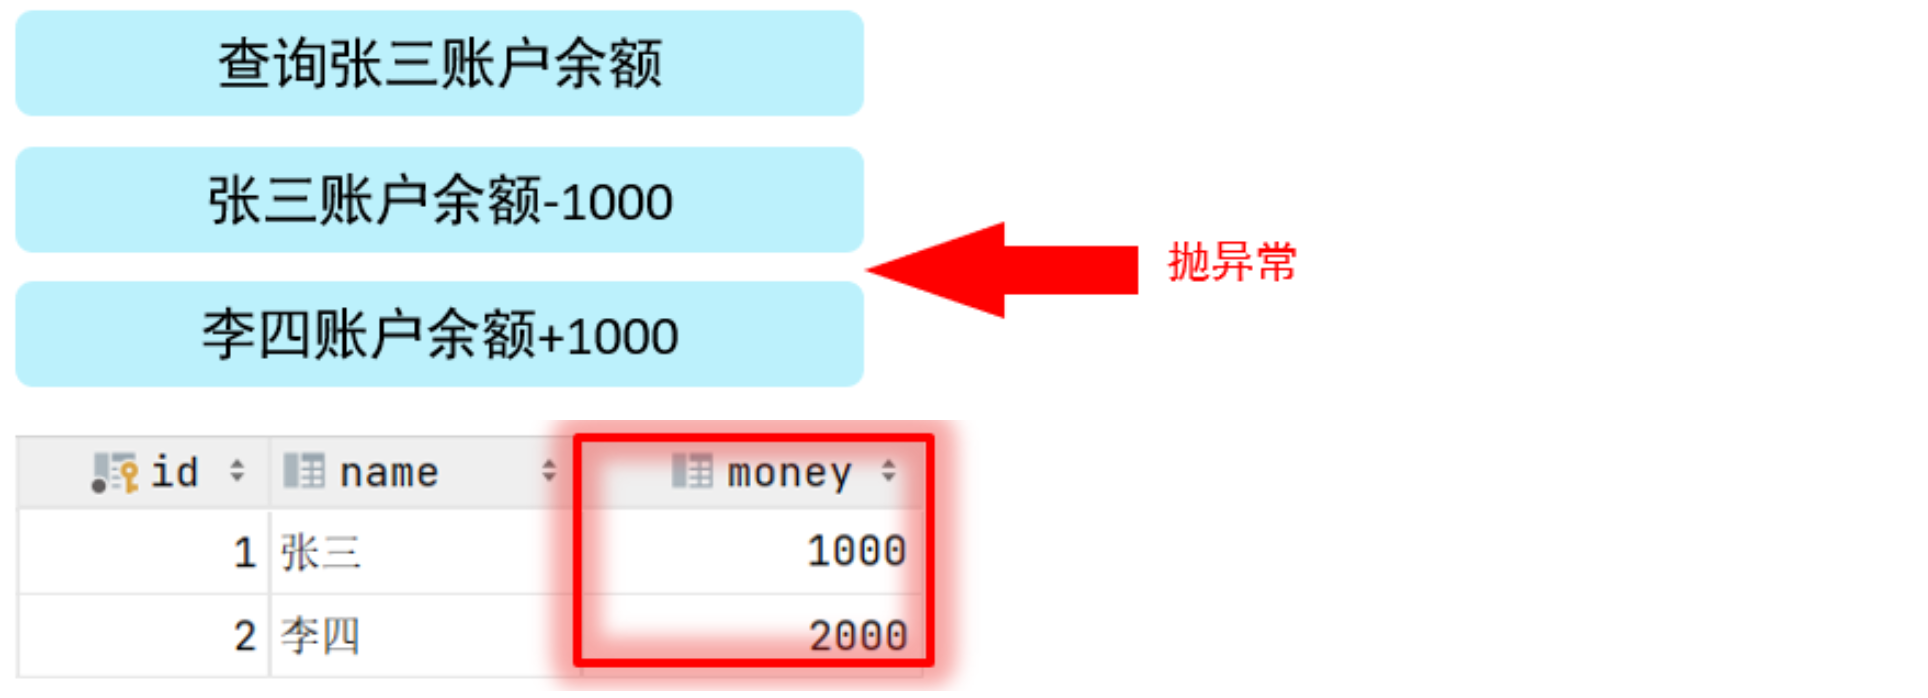 查询张三账户余额
张三账户余额-1000
抛异常
李四账户余额+1000
id name money
1 张三 1000
2 李四 2000